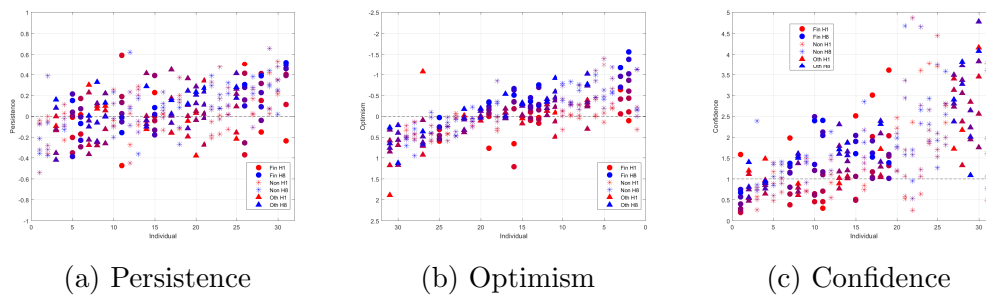 1
0.8
0.6
0.4
0.2
0
-0.2
-0.4
-0.6
-0.8
-1
0 5 10 15 20 25 30
Persistence
Individual
Fin H1
Fin H8
Non H1
Non H8
Oth H1
Oth H8
(a) Persistence
-2.5
-2
-1.5
-1
-0.5
0
0.5
1
1.5
2
2.5
30 25 20 15 10 5 0
Optimism
Individual
Fin H1
Fin H8
Non H1
Non H8
Oth H1
Oth H8
(b) Optimism
5
4.5
4
3.5
3
2.5
2
1.5
1
0.5
0
0 5 10 15 20 25 30
Confidence
Individual
Fin H1
Fin H8
Non H1
Non H8
Oth H1
Oth H8
(c) Confidence